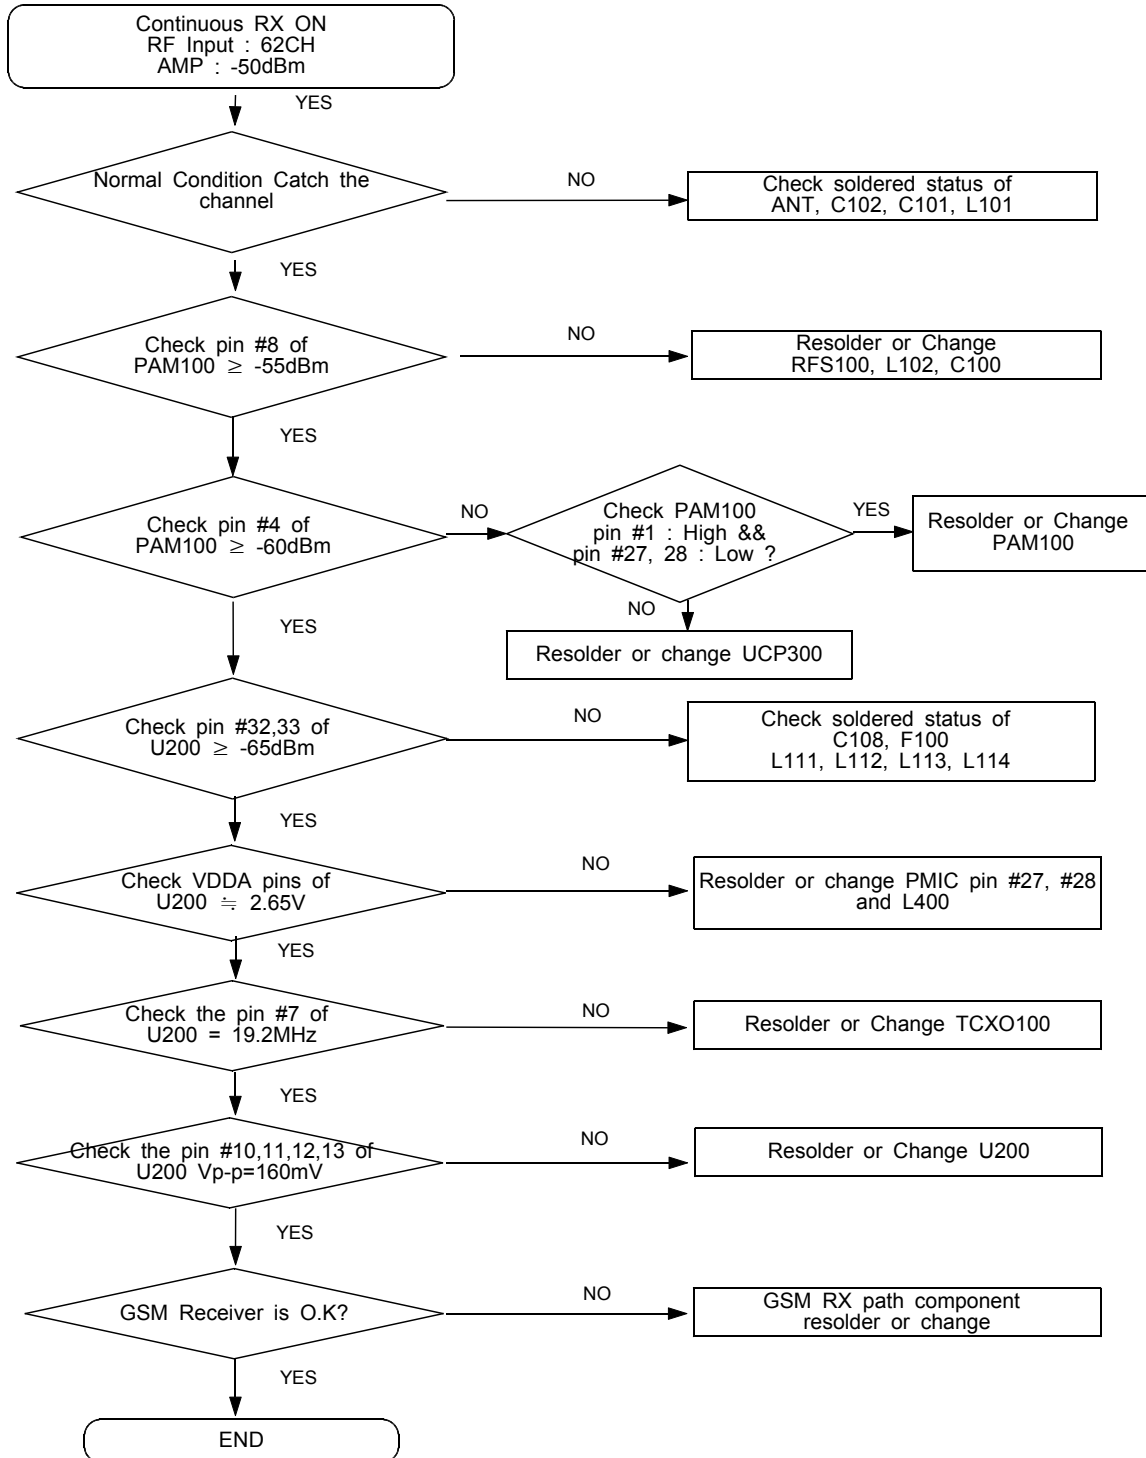 Continuous RX ON
RF Input : 62CH
AMP : -50dBm
YES
Normal Condition Catch the
channel
NO
Check soldered status of
ANT, C102, C101, L101
YES
Check pin #8 of
PAM100 ≥ -55dBm
NO
Resolder or Change
RFS100, L102, C100
YES
Check pin #4 of
PAM100 ≥ -60dBm
NO
Check PAM100
pin #1 : High &&
pin #27, 28 : Low ?
YES
Resolder or Change
PAM100
NO
Resolder or change UCP300
YES
Check pin #32,33 of
U200 ≥ -65dBm
NO
Check soldered status of
C108, F100
L111, L112, L113, L114
YES
Check VDDA pins of
U200 ≒ 2.65V
NO
Resolder or change PMIC pin #27, #28
and L400
YES
Check the pin #7 of
U200 = 19.2MHz
NO
Resolder or Change TCXO100
YES
Check the pin #10,11,12,13 of
U200 Vp-p=160mV
NO
Resolder or Change U200
YES
GSM Receiver is O.K?
NO
GSM RX path component
resolder or change
YES
END